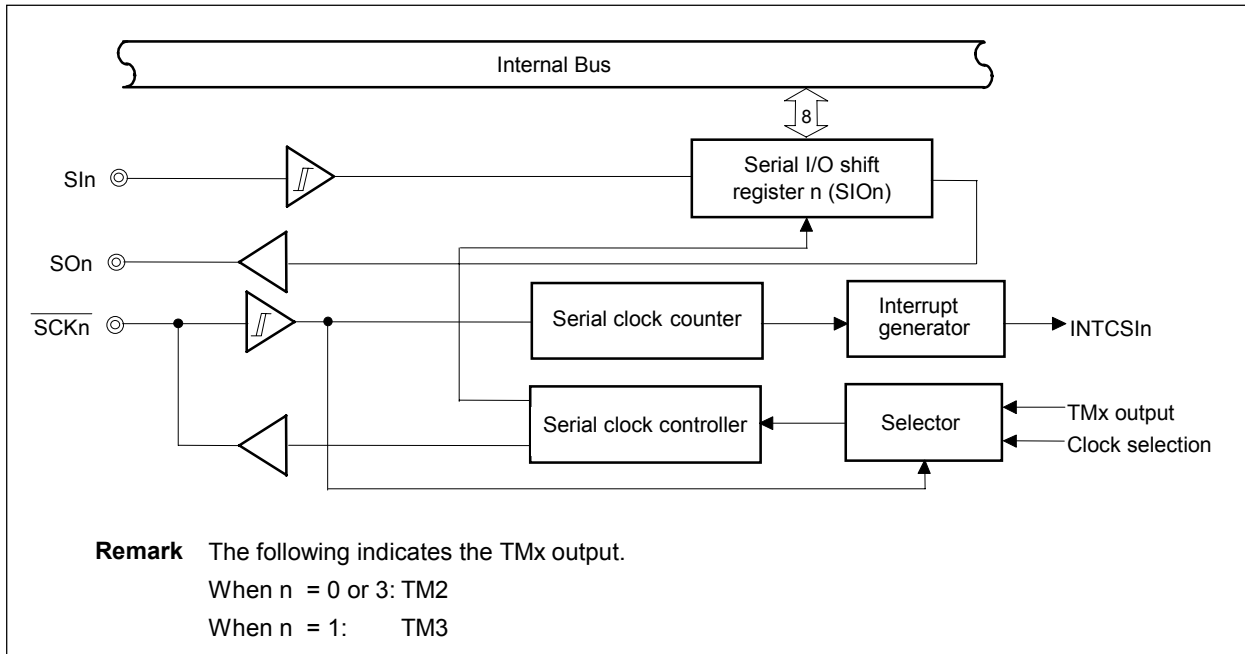 Internal Bus
8
SIn
Serial I/O shift
register n (SIOn)
SOn
SCKn
Serial clock counter
Interrupt
generator
INTCSIn
Serial clock controller
Selector
TMx output
Clock selection
Remark The following indicates the TMx output.
When n = 0 or 3: TM2
When n = 1: TM3